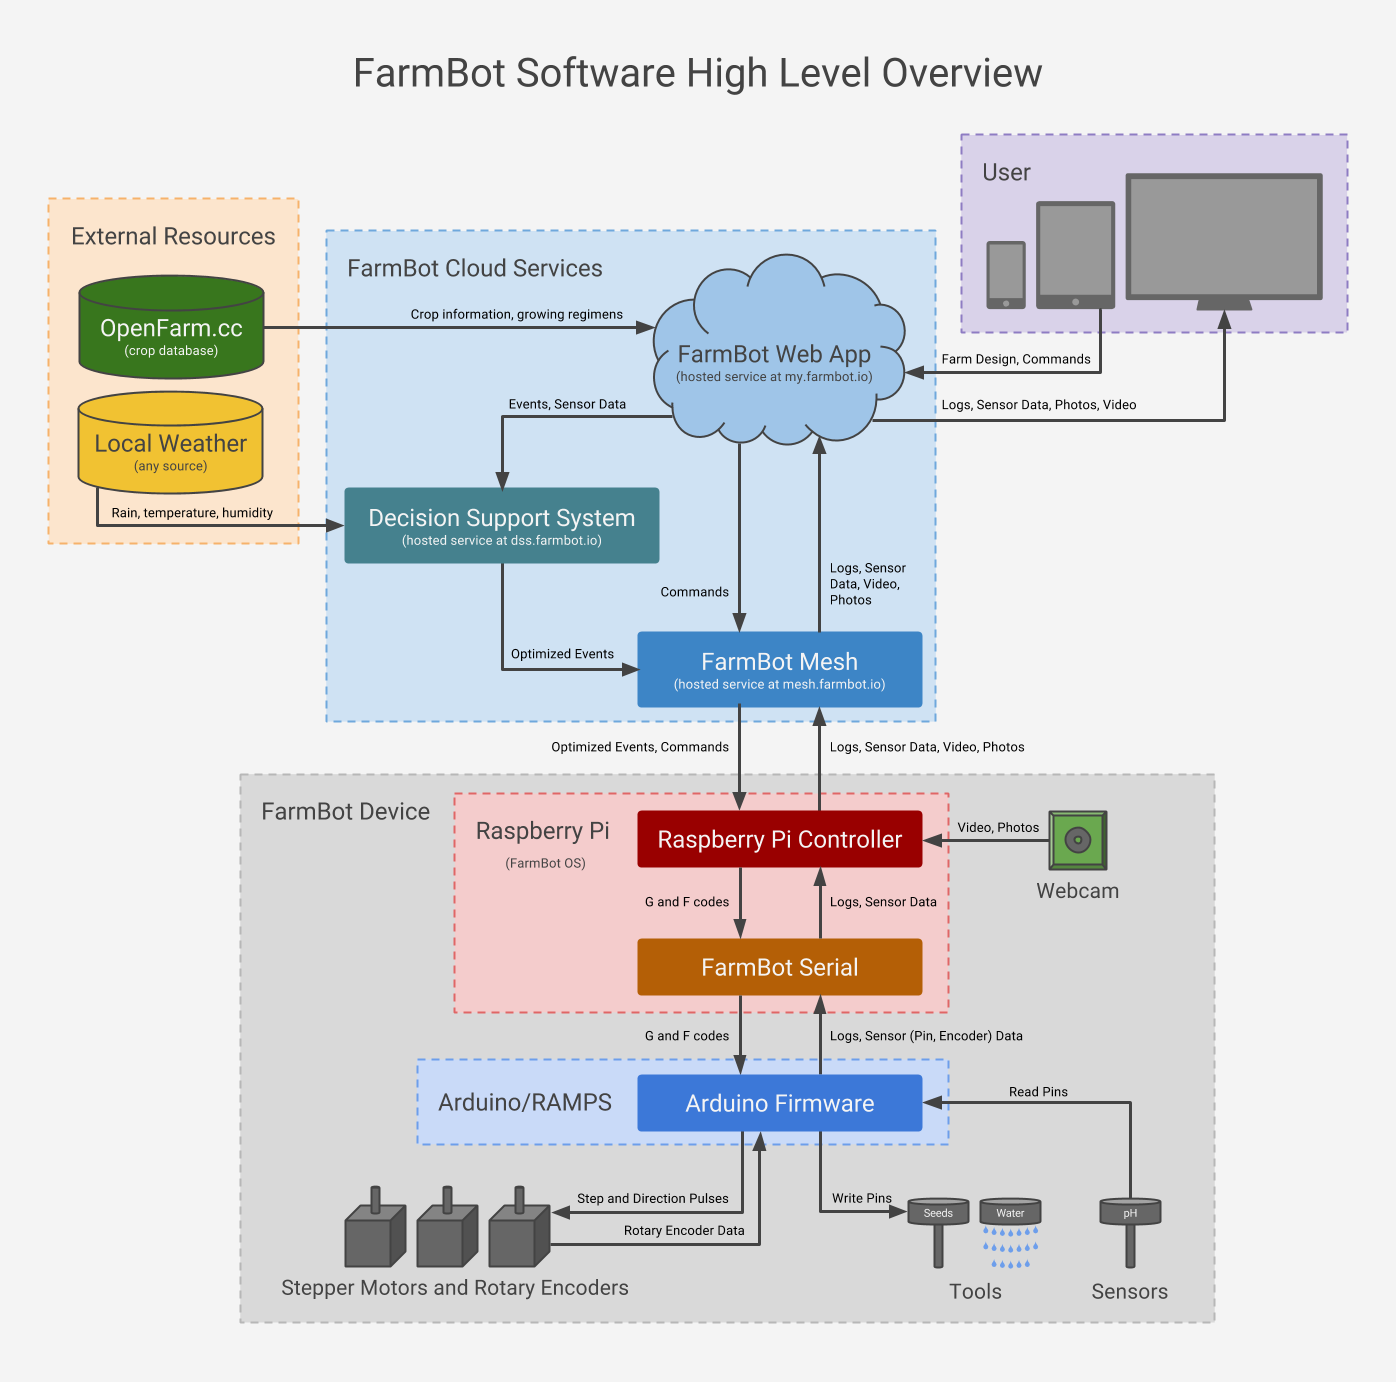 FarmBot Software High Level Overview
User
External Resources
OpenFarm.cc
(crop database)
Local Weather
(any source)
Rain, temperature, humidity
FarmBot Cloud Services
Crop information, growing regimens
FarmBot Web App
(hosted service at my.farmbot.io)
Farm Design, Commands
Logs, Sensor Data, Photos, Video
Events, Sensor Data
Decision Support System
(hosted service at dss.farmbot.io)
Commands
Logs, Sensor
Data, Video,
Photos
Optimized Events
FarmBot Mesh
(hosted service at mesh.farmbot.io)
Optimized Events, Commands
Logs, Sensor Data, Video, Photos
FarmBot Device
Raspberry Pi
(FarmBot OS)
Raspberry Pi Controller
Video, Photos
Webcam
G and F codes
Logs, Sensor Data
FarmBot Serial
G and F codes
Logs, Sensor (Pin, Encoder) Data
Arduino/RAMPS
Arduino Firmware
Read Pins
Step and Direction Pulses
Rotary Encoder Data
Write Pins
Seeds
Water
pH
Stepper Motors and Rotary Encoders
Tools
Sensors